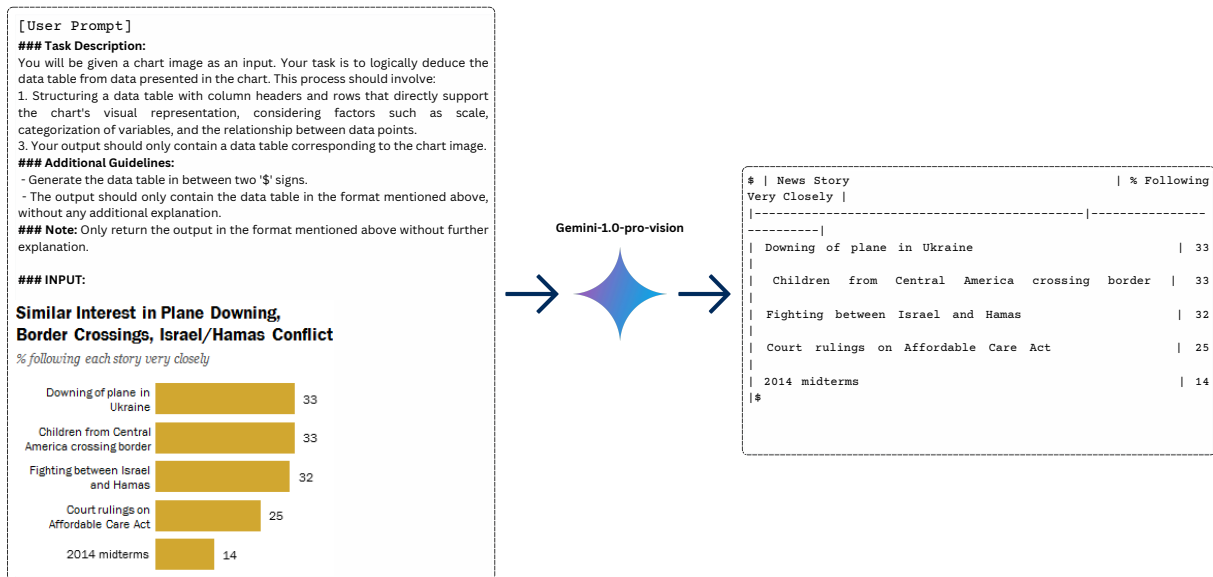 [User Prompt]
### Task Description:
You will be given a chart image as an input. Your task is to logically deduce the
data table from data presented in the chart. This process should involve:
1. Structuring a data table with column headers and rows that directly support
the chart's visual representation, considering factors such as scale,
categorization of variables, and the relationship between data points.
3. Your output should only contain a data table corresponding to the chart image.
### Additional Guidelines:
- Generate the data table in between two '$' signs.
- The output should only contain the data table in the format mentioned above,
without any additional explanation.
### Note: Only return the output in the format mentioned above without further
explanation.
### INPUT:
Similar Interest in Plane Downing,
Border Crossings, Israel/Hamas Conflict
% following each story very closely
Downing of plane in
Ukraine
33
Children from Central
America crossing border
33
Fighting between Israel
and Hamas
32
Court rulings on
Affordable Care Act
25
2014 midterms
14
Gemini-1.0-pro-vision
$ | News Story | % Following
Very Closely |
|-------------------------------------------|---------------
----------|
| Downing of plane in Ukraine | 33
|
| Children from Central America crossing border | 33
|
| Fighting between Israel and Hamas | 32
|
| Court rulings on Affordable Care Act | 25
|
| 2014 midterms | 14
|$